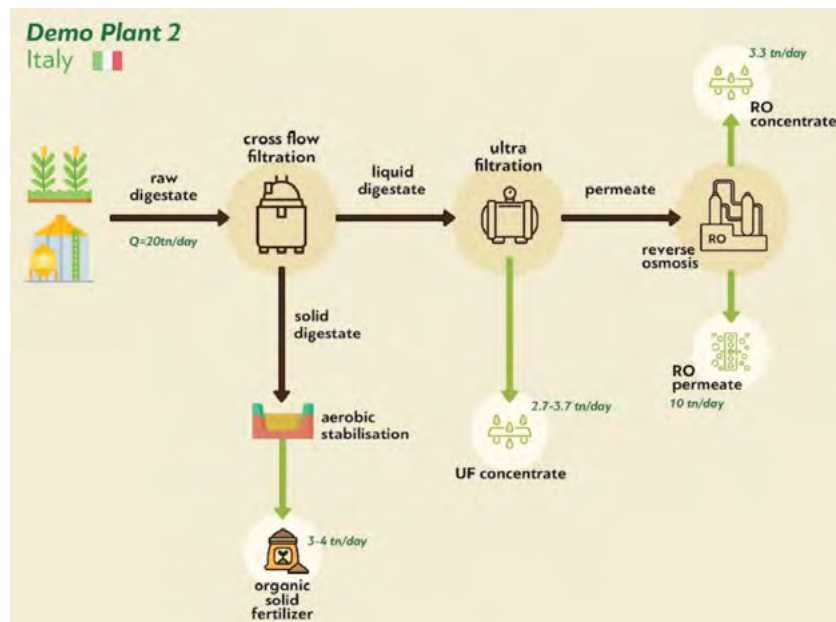 Demo Plant 2
Italy
raw
digestate
Q=20tn/day
cross flow
filtration
liquid
digestate
ultra
filtration
permeate
RO
reverse
osmosis
3.3 tn/day
RO
concentrate
RO
permeate
10 tn/day
solid
digestate
aerobic
stabilisation
3-4 tn/day
organic
solid
fertilizer
2.7-3.7 tn/day
UF concentrate